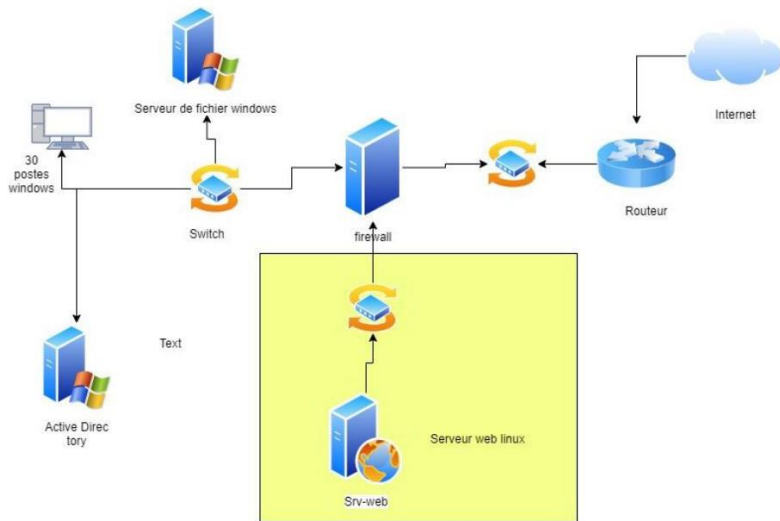 Serveur de fichier windows
Internet
30
postes
windows
Switch
firewall
Routeur
Text
Active Direc
tory
Serveur web linux
Srv-web